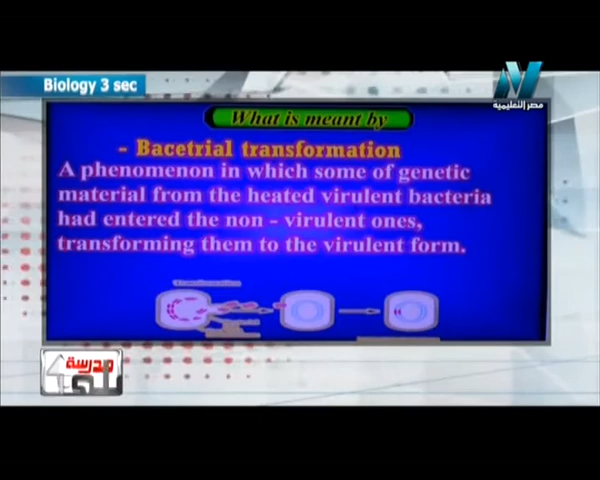 Biology 3 sec
مصر التعليمية
What is meant by
- Bacetrial transformation
A phenomenon in which some of genetic
material from the heated virulent bacteria
had entered the non - virulent ones,
transforming them to the virulent form.
Transformation
مدرسة